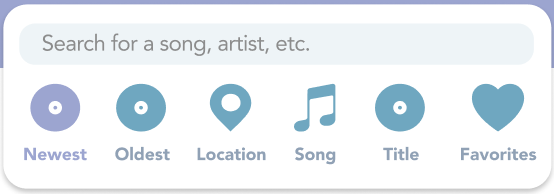 Search for a song, artist, etc.
Newest Oldest Location Song Title Favorites